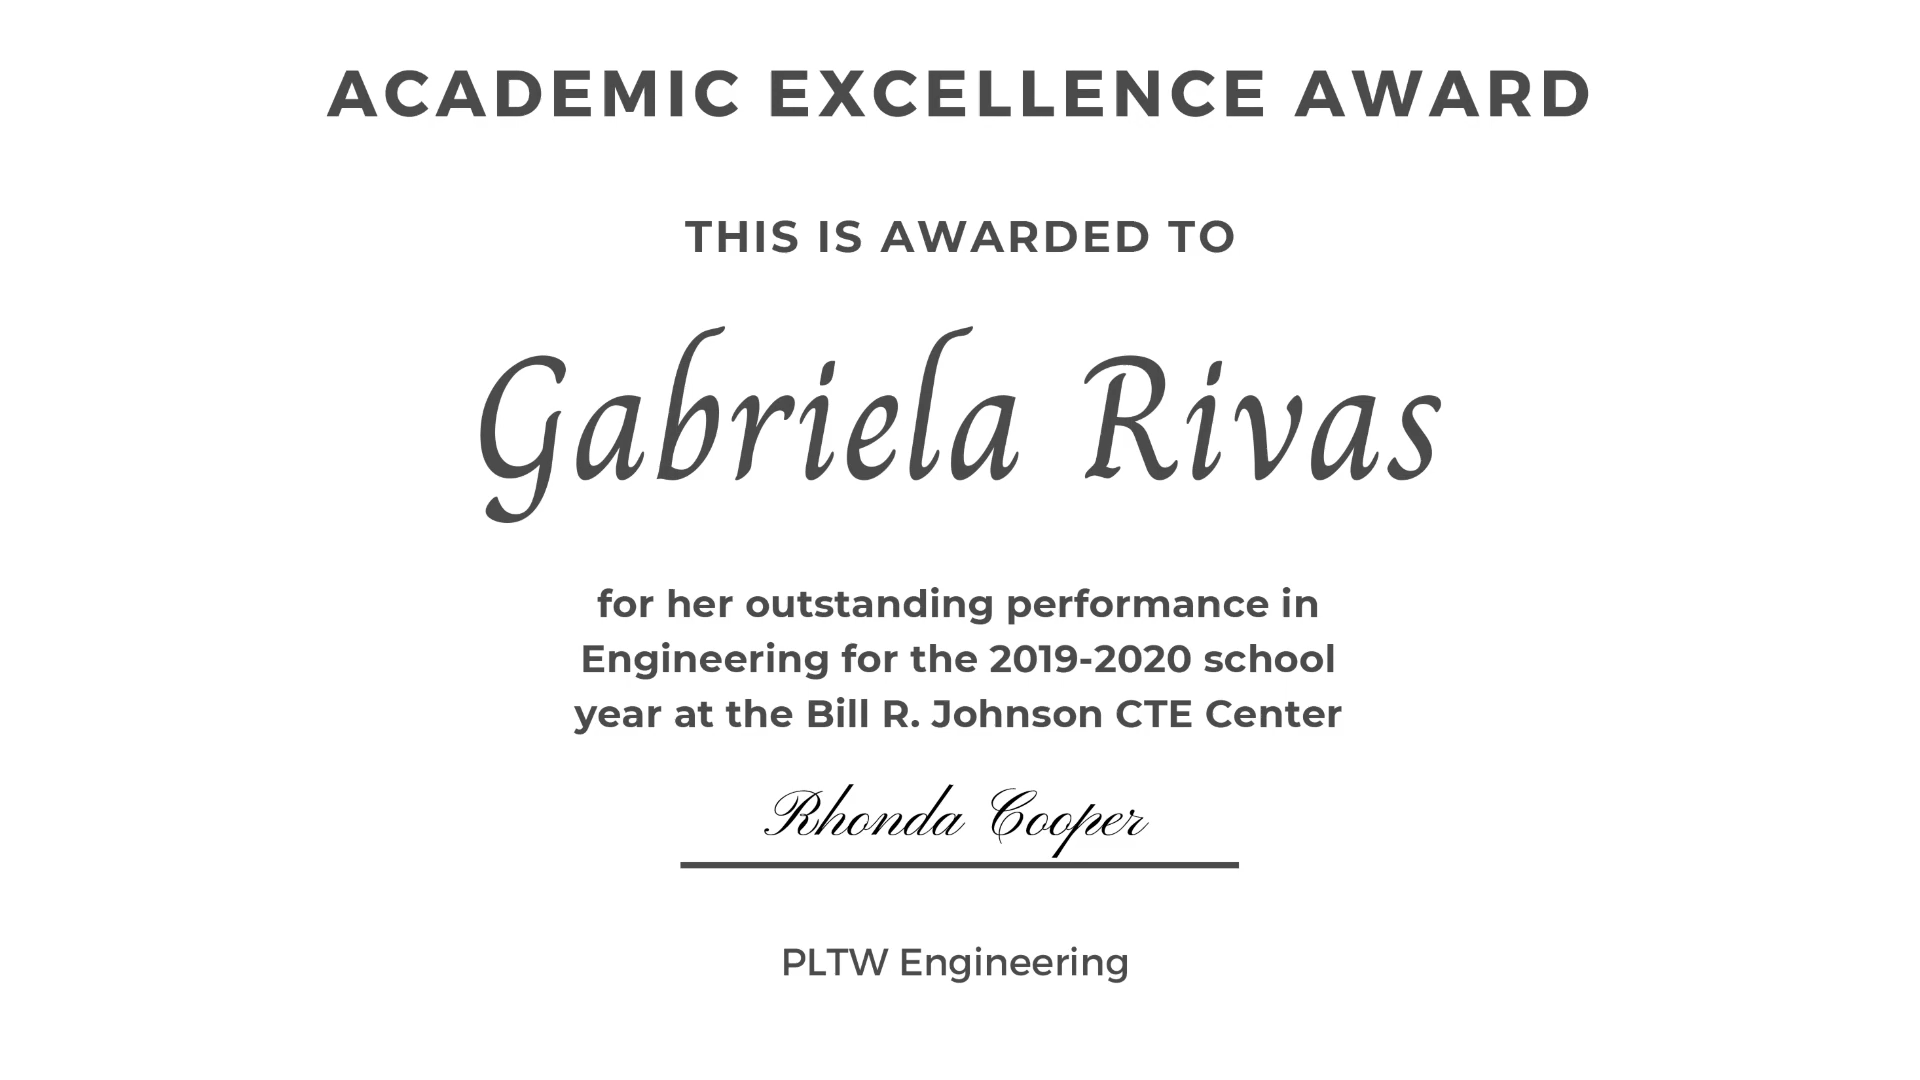 ACADEMIC EXCELLENCE AWARD
THIS IS AWARDED TO
Gabriela Rivas
for her outstanding performance in
Engineering for the 2019-2020 school
year at the Bill R. Johnson CTE Center
Rhonda Cooper
PLTW Engineering